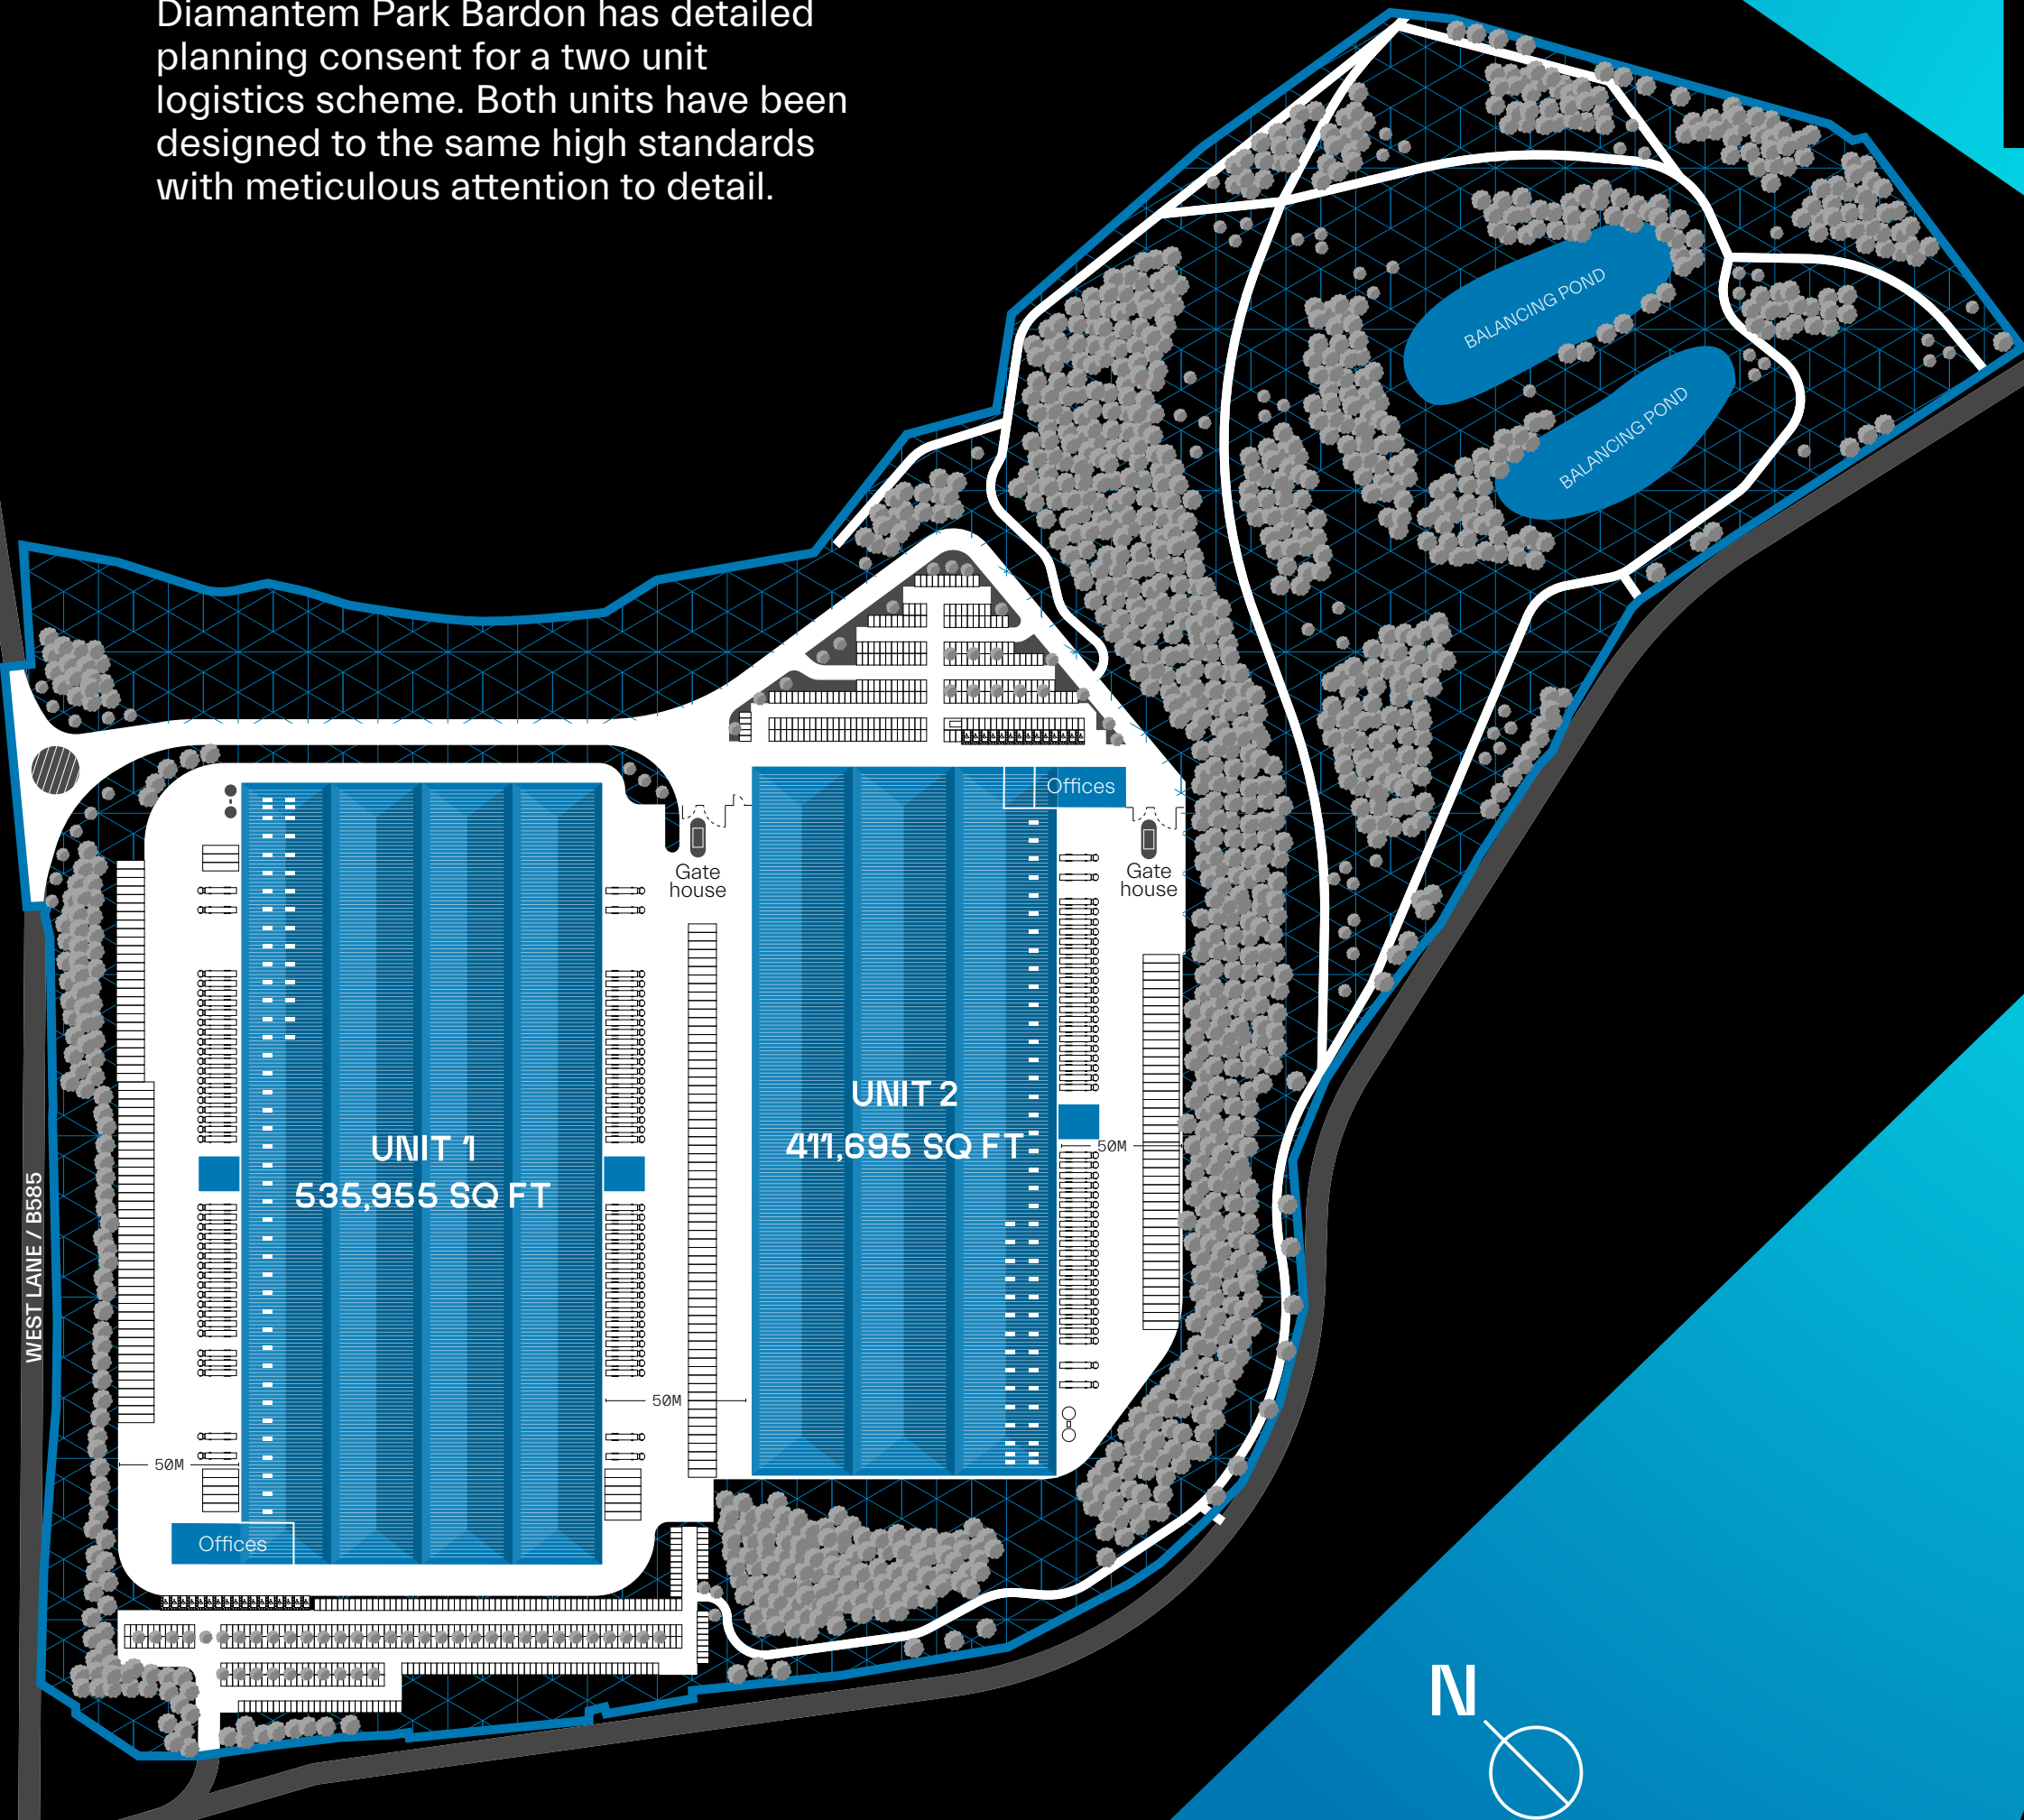 Diamantem Park Bardon has detailed
planning consent for a two unit
logistics scheme. Both units have been
designed to the same high standards
with meticulous attention to detail.
BALANCING POND
BALANCING POND
Offices
Gate
house
Gate
house
UNIT 1
535,955 SQ FT
UNIT 2
411,695 SQ FT
50M
50M
50M
Offices
WEST LANE / B585
N